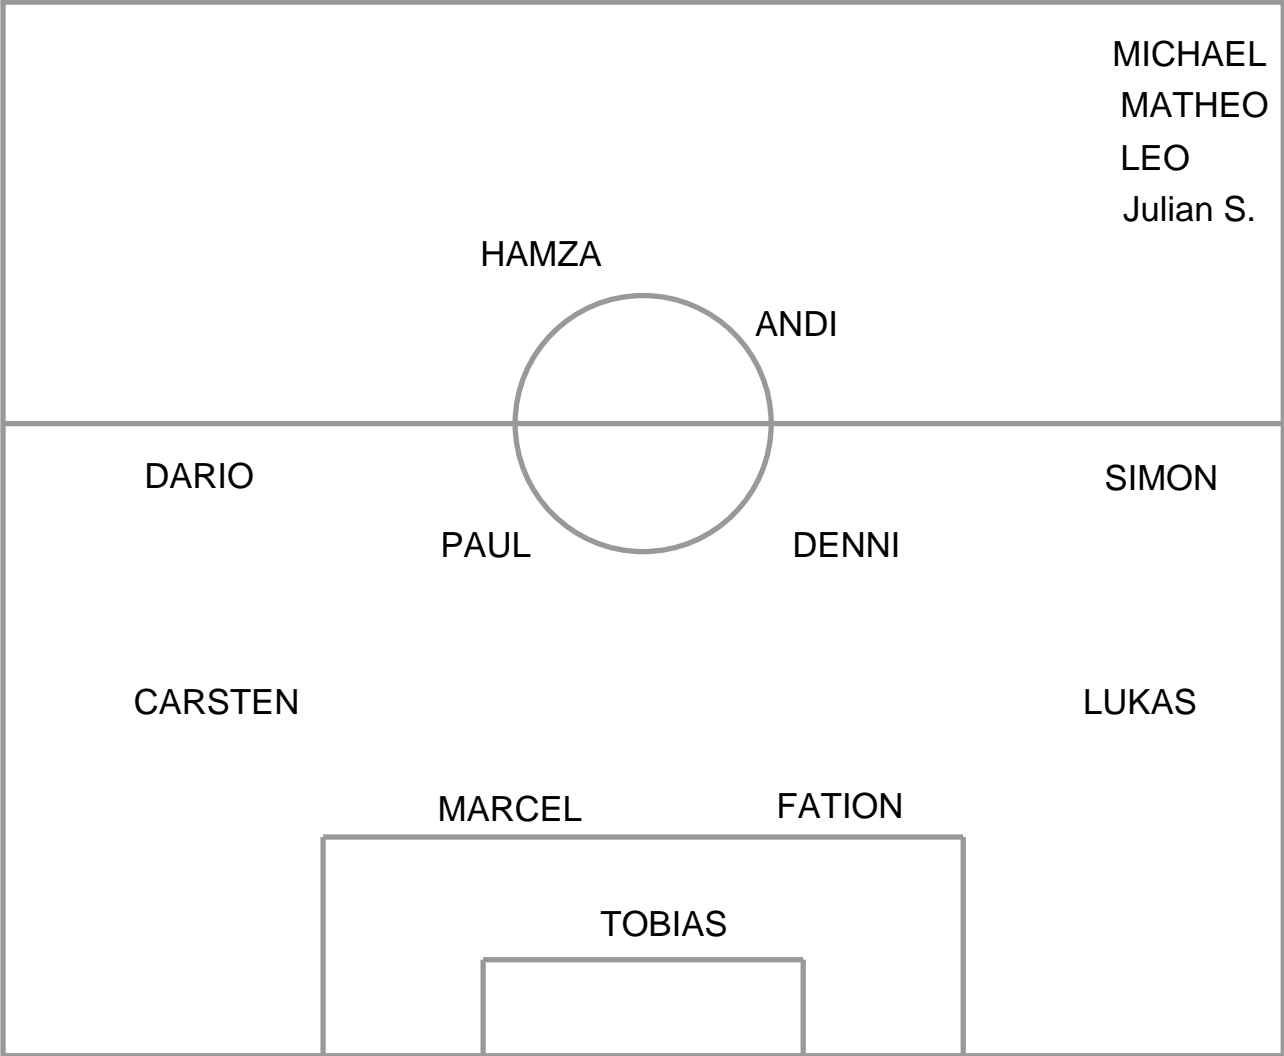 MICHAEL
MATHEO
LEO
Julian S.
HAMZA
ANDI
DARIO
SIMON
PAUL
DENNI
CARSTEN
LUKAS
MARCEL
FATION
TOBIAS